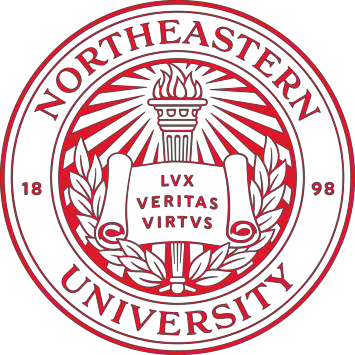 NORTHEASTERN
18 98
LVX
VERITAS
VIRTVS
UNIVERSITY